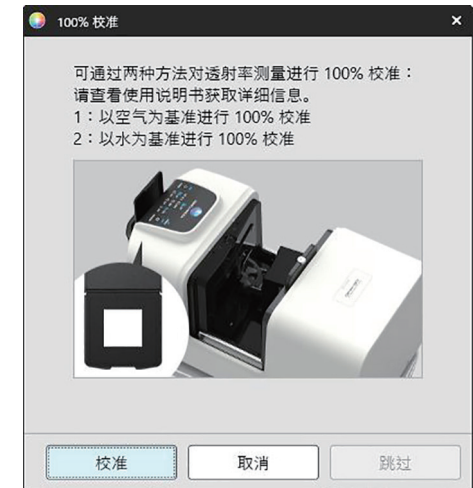 100% 校准
可通过两种方法对透射率测量进行 100% 校准：
请查看使用说明书获取详细信息。
1：以空气为基准进行 100% 校准
2：以水为基准进行 100% 校准
校准
取消
跳过